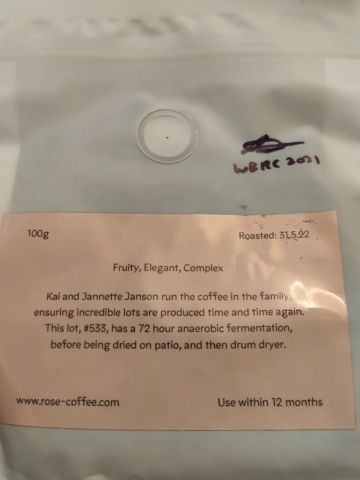 WBRC 2021
100g
Roasted: 31.5.22
Fruity, Elegant, Complex
Kai and Jannette Janson run the coffee in the family,
ensuring incredible lots are produced time and time again.
This lot, #533, has a 72 hour anaerobic fermentation,
before being dried on patio, and then drum dryer.
www.rose-coffee.com
Use within 12 months